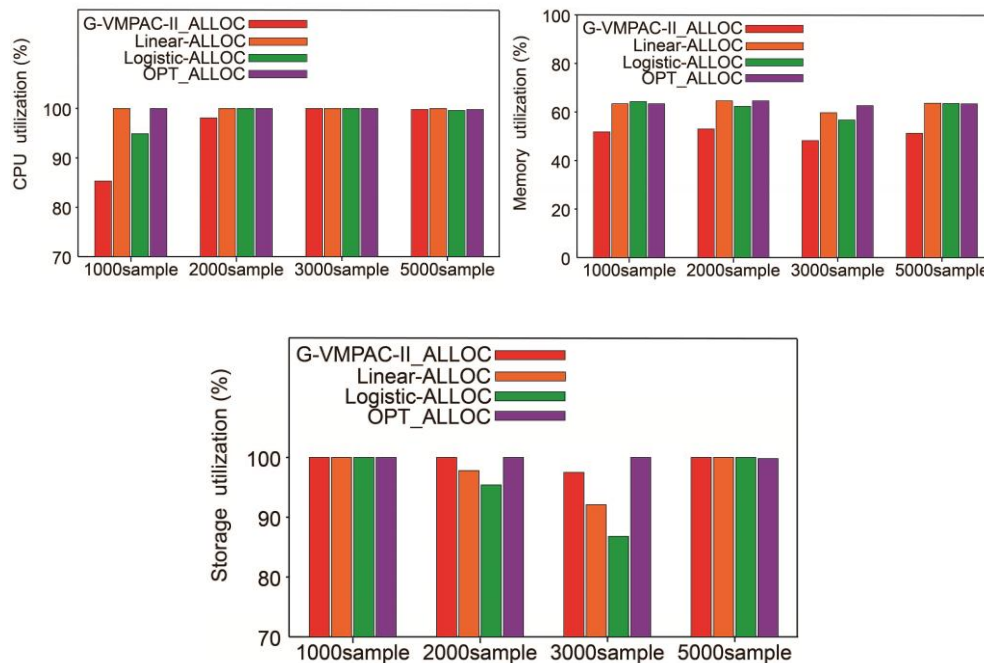 G-VMPAC-II_ALLOC
Linear-ALLOC
Logistic-ALLOC
OPT_ALLOC
CPU utilization (%)
100
90
80
70
1000sample 2000sample 3000sample 5000sample
G-VMPAC-II_ALLOC
Linear-ALLOC
Logistic-ALLOC
OPT_ALLOC
Memory utilization (%)
100
80
60
40
20
0
1000sample 2000sample 3000sample 5000sample
G-VMPAC-II_ALLOC
Linear-ALLOC
Logistic-ALLOC
OPT_ALLOC
Storage utilization (%)
100
90
80
70
1000sample 2000sample 3000sample 5000sample